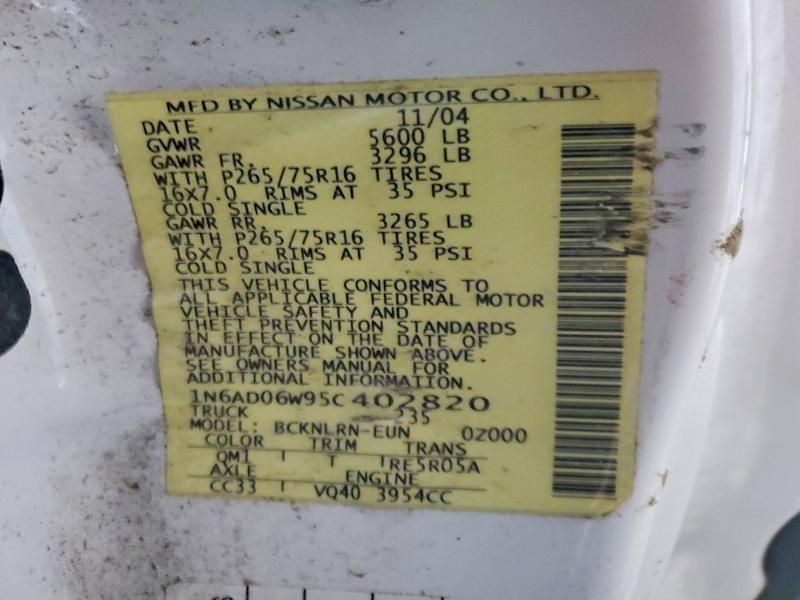 MFD BY NISSAN MOTOR CO., LTD.
DATE 11/04
GVWR 5600 LB
GAWR FR. 3296 LB
WITH P265/75R16 TIRES
16X7.0 RIMS AT 35 PSI
COLD SINGLE
GAWR RR. 3265 LB
WITH P265/75R16 TIRES
16X7.0 RIMS AT 35 PSI
COLD SINGLE
THIS VEHICLE CONFORMS TO
ALL APPLICABLE FEDERAL MOTOR
VEHICLE SAFETY AND
THEFT PREVENTION STANDARDS
IN EFFECT ON THE DATE OF
MANUFACTURE SHOWN ABOVE.
SEE OWNERS MANUAL FOR
ADDITIONAL INFORMATION.
1N6AD06W95C402820
TRUCK 335
MODEL: BCKNLRN-EUN 0Z000
COLOR TRIM TRANS
QM1 T RE5R05A
AXLE ENGINE
CC33 VQ40 3954CC